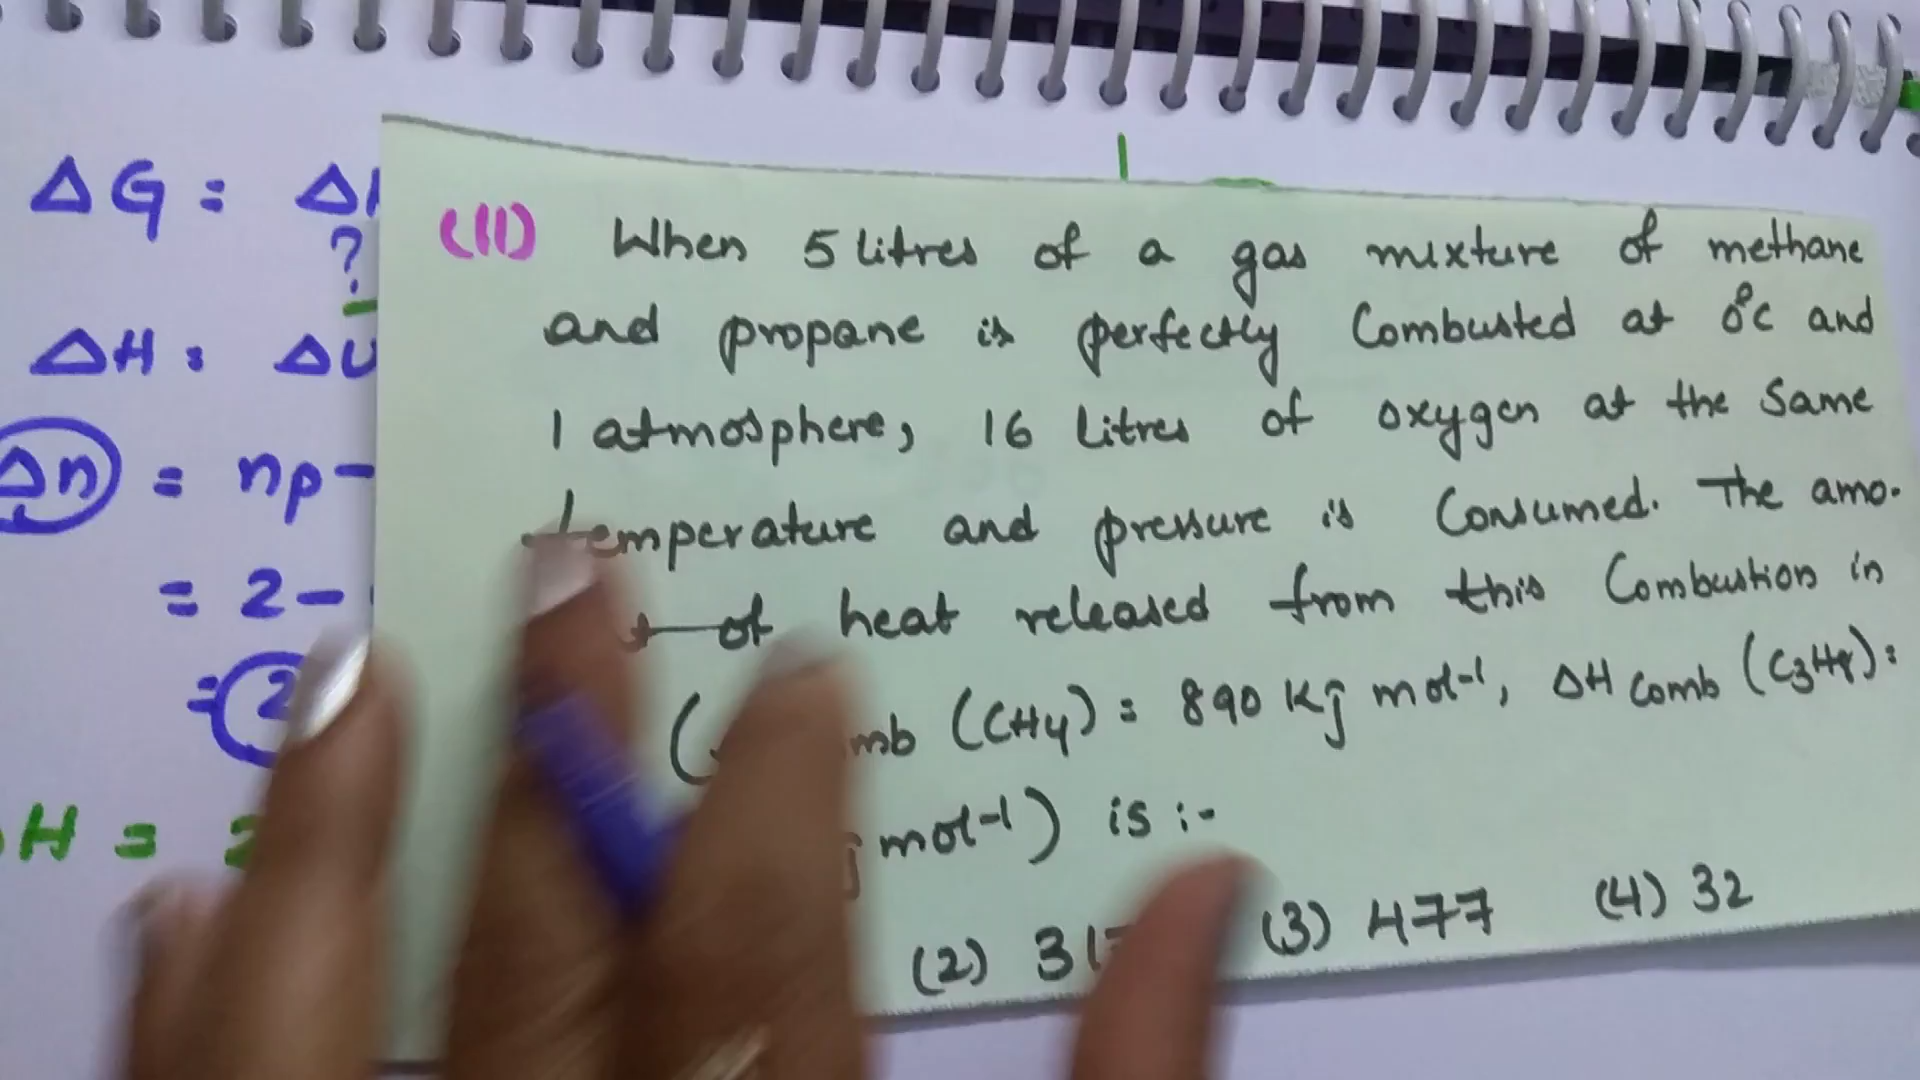 ΔG =
?
ΔH = ΔU
Δn = np-
= 2-
= 2
H =
(11) When 5 litres of a gas mixture of methane
and propane is perfectly Combusted at 0°C and
1 atmosphere, 16 litres of oxygen at the Same
temperature and pressure is Consumed. The amo-
of heat released from this Combustion in
(CH4) = 890 Kj mol-1, ΔH Comb (C3H8) =
mol-1) is :-
(2) (3) 477 (4) 32